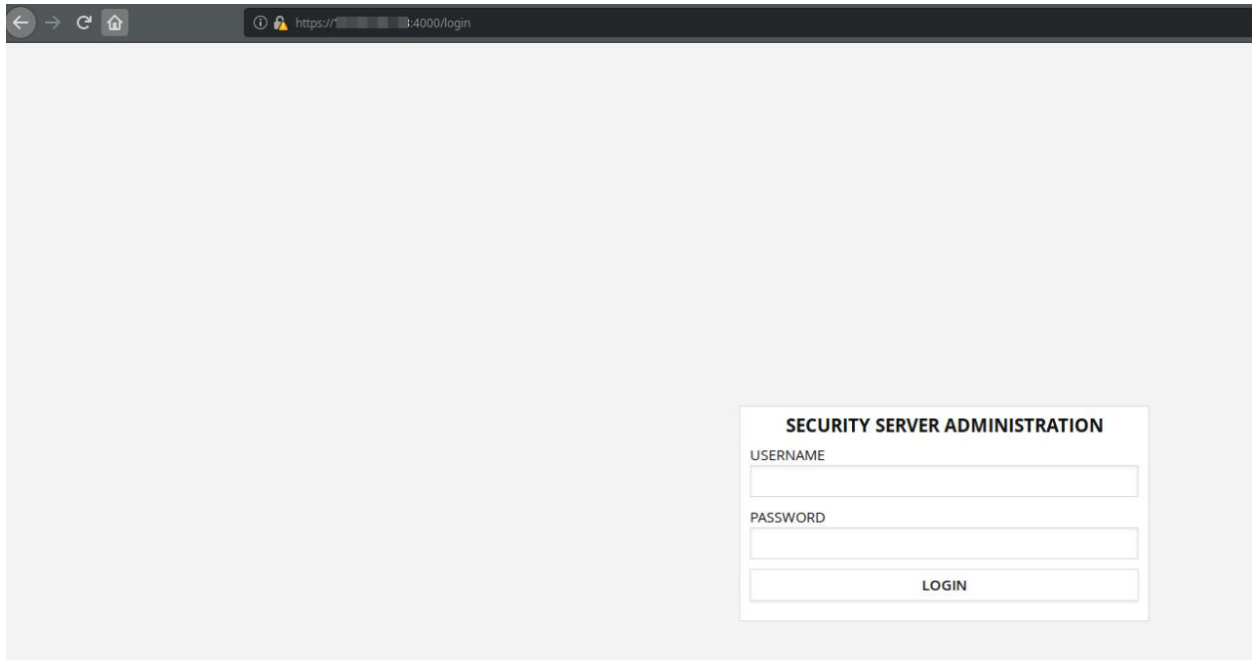 https:// :4000/login
SECURITY SERVER ADMINISTRATION
USERNAME
PASSWORD
LOGIN